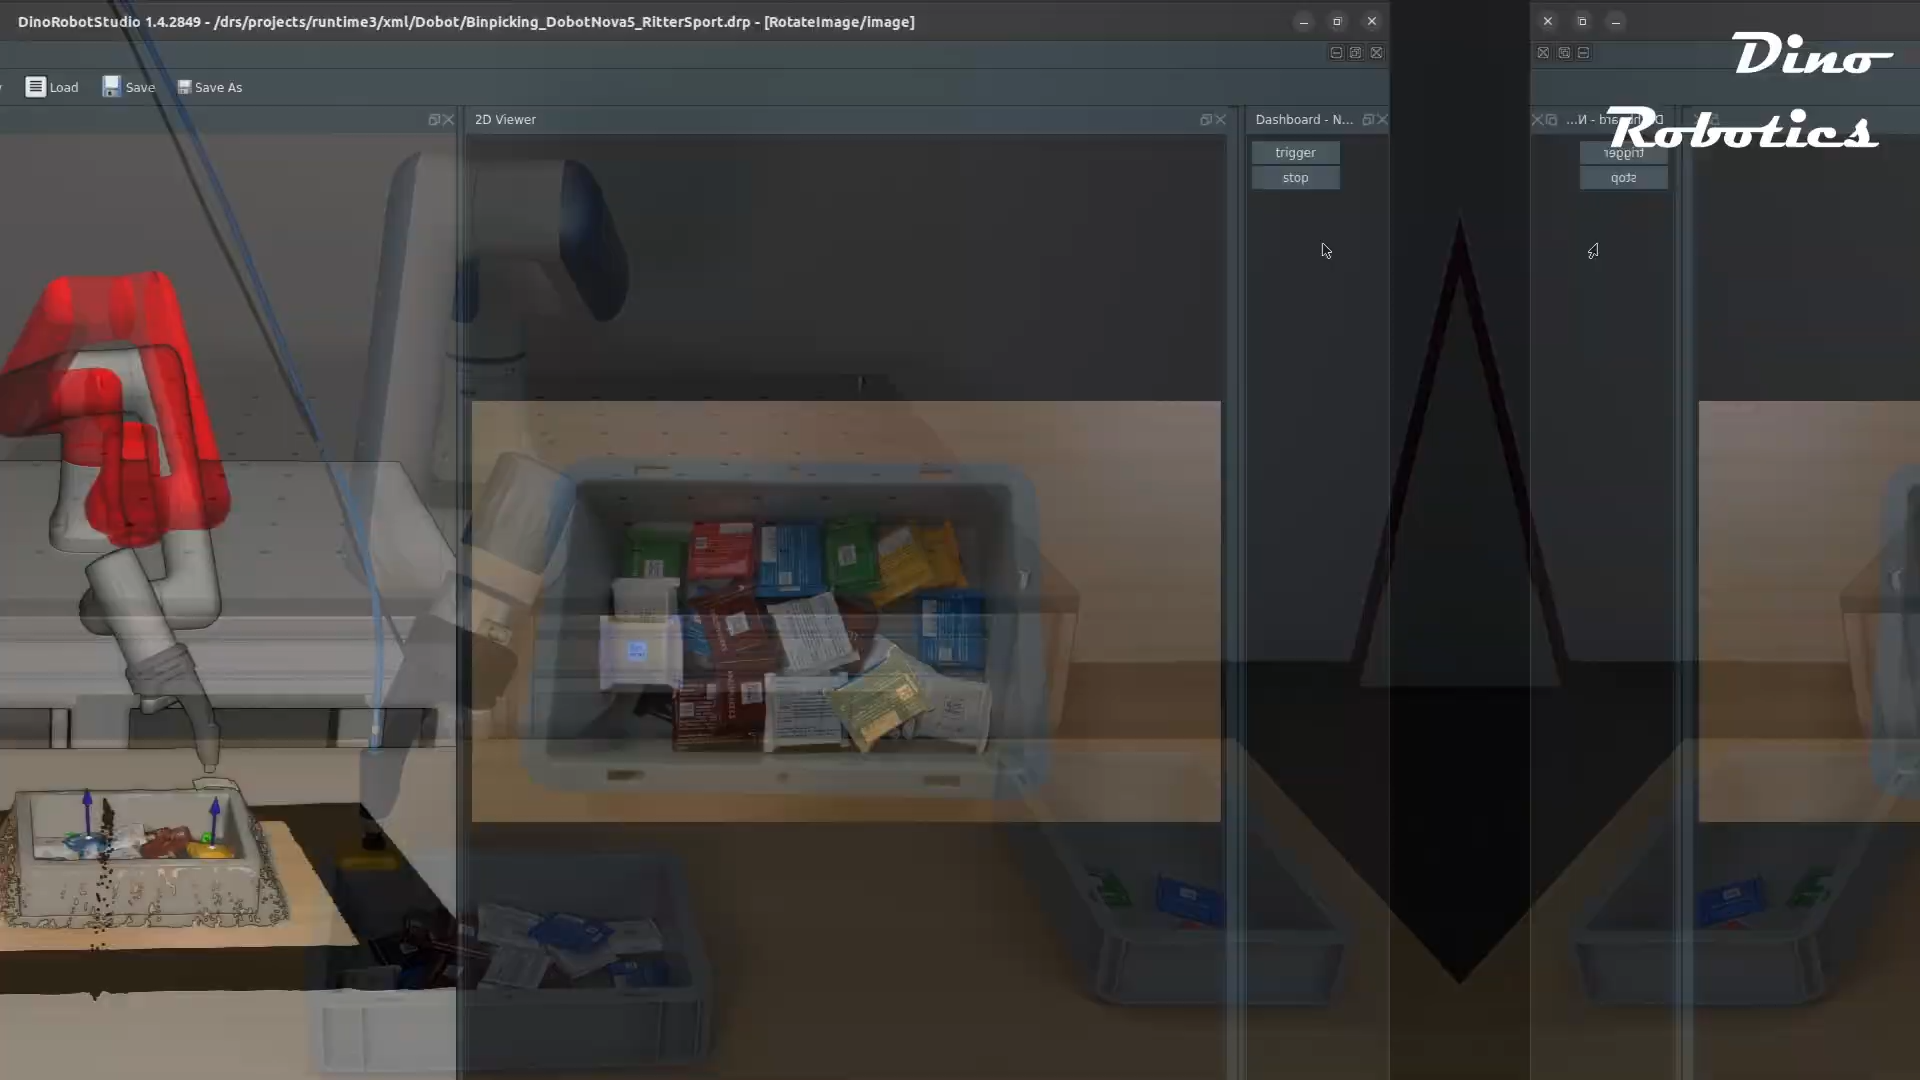 DinoRobotStudio 1.4.2849 - /drs/projects/runtime3/xml/Dobot/Binpicking_DobotNova5_RitterSport.drp - [RotateImage/image]
Dino
Robotics
Load Save Save As
2D Viewer
Dashboard - N...
trigger
stop